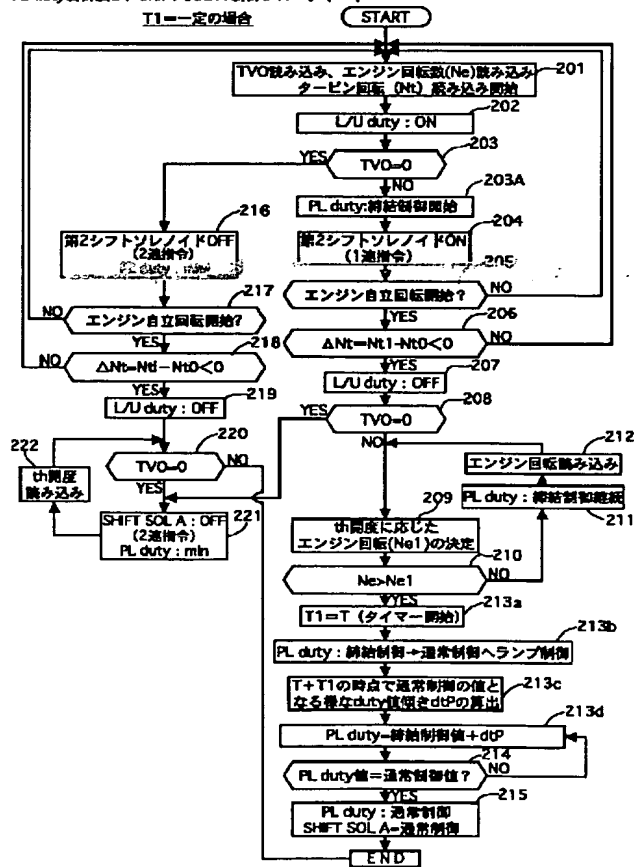 T1=一定の場合
START
TVO読み込み、エンジン回転数(Ne)読み込み
タービン回転(Nt)読み込み開始
201
L/U duty:ON
202
TVO=0
203
YES
NO
PL duty:締結制御開始
203A
第2シフトソレノイドOFF
(2速指令)
216
第2シフトソレノイドON
(1速指令)
204
エンジン自立回転開始?
205
NO
YES
エンジン自立回転開始?
217
NO
YES
ΔNt=Nt1-Nt0<0
206
NO
YES
ΔNt=Nt1-Nt0<0
218
NO
YES
L/U duty:OFF
207
L/U duty:OFF
219
TVO=0
208
YES
NO
TVO=0
220
NO
YES
th開度
読み込み
222
SHIFT SOL A:OFF
(2速指令)
PL duty:min
221
エンジン回転読み込み
212
PL duty:締結制御継続
211
th開度に応じた
エンジン回転(Ne1)の決定
209
Ne>Ne1
210
NO
YES
T1=T(タイマー開始)
213a
PL duty:締結制御→通常制御へランプ制御
213b
T+T1の時点で通常制御の値と
なる様なduty値傾きdtPの算出
213c
PL duty=締結制御値+dtP
213d
PL duty値=通常制御値?
214
NO
YES
PL duty:通常制御
SHIFT SOL A=通常制御
215
END